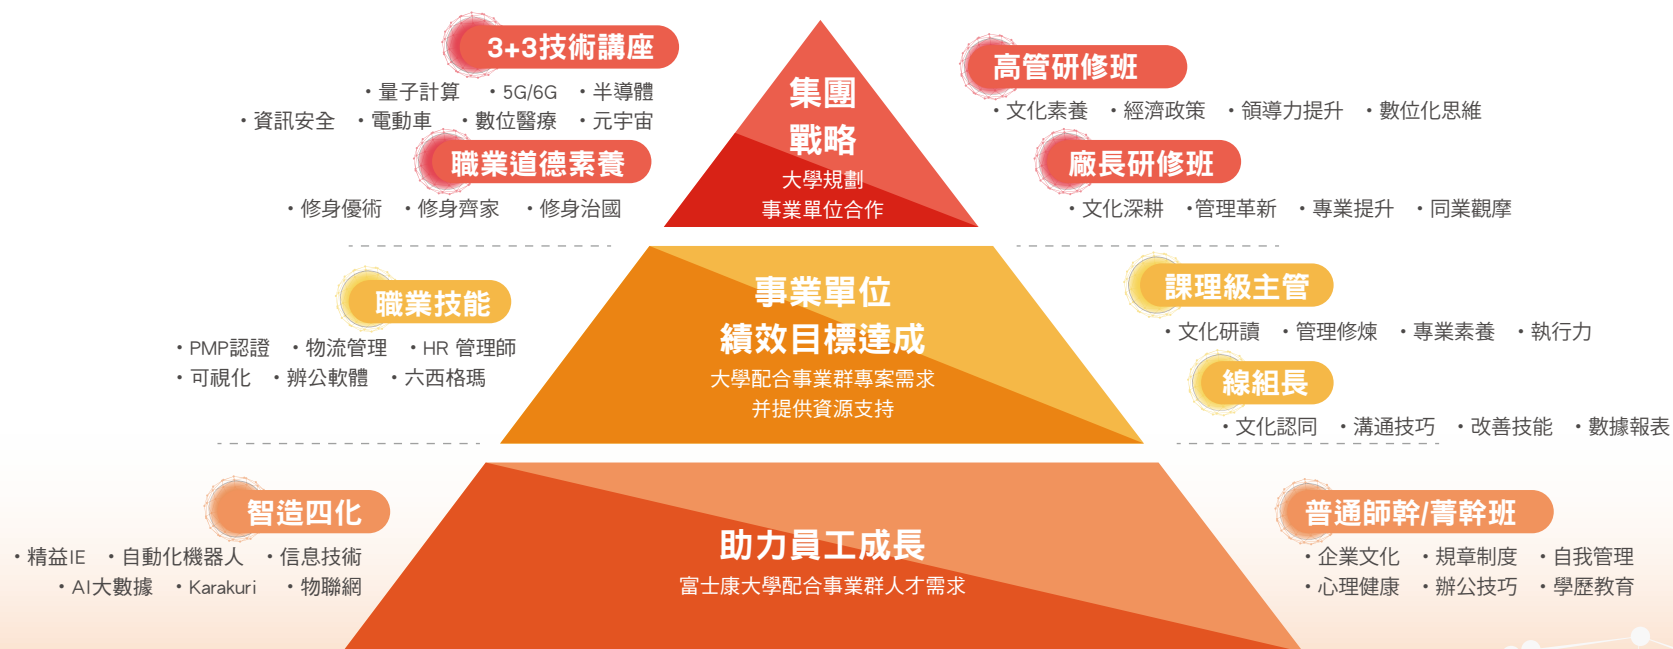 3+3技術講座
・量子計算 ・5G/6G ・半導體
・資訊安全 ・電動車 ・數位醫療 ・元宇宙
職業道德素養
・修身優術 ・修身齊家 ・修身治國
集團
戰略
大學規劃
事業單位合作
高管研修班
・文化素養 ・經濟政策 ・領導力提升 ・數位化思維
廠長研修班
・文化深耕 ・管理革新 ・專業提升 ・同業觀摩
職業技能
・PMP認證 ・物流管理 ・HR 管理師
・可視化 ・辦公軟體 ・六西格瑪
事業單位
績效目標達成
大學配合事業群專案需求
并提供資源支持
課理級主管
・文化研讀 ・管理修煉 ・專業素養 ・執行力
線組長
・文化認同 ・溝通技巧 ・改善技能 ・數據報表
智造四化
・精益IE ・自動化機器人 ・信息技術
・AI大數據 ・Karakuri ・物聯網
助力員工成長
富士康大學配合事業群人才需求
普通師幹/菁幹班
・企業文化 ・規章制度 ・自我管理
・心理健康 ・辦公技巧 ・學歷教育